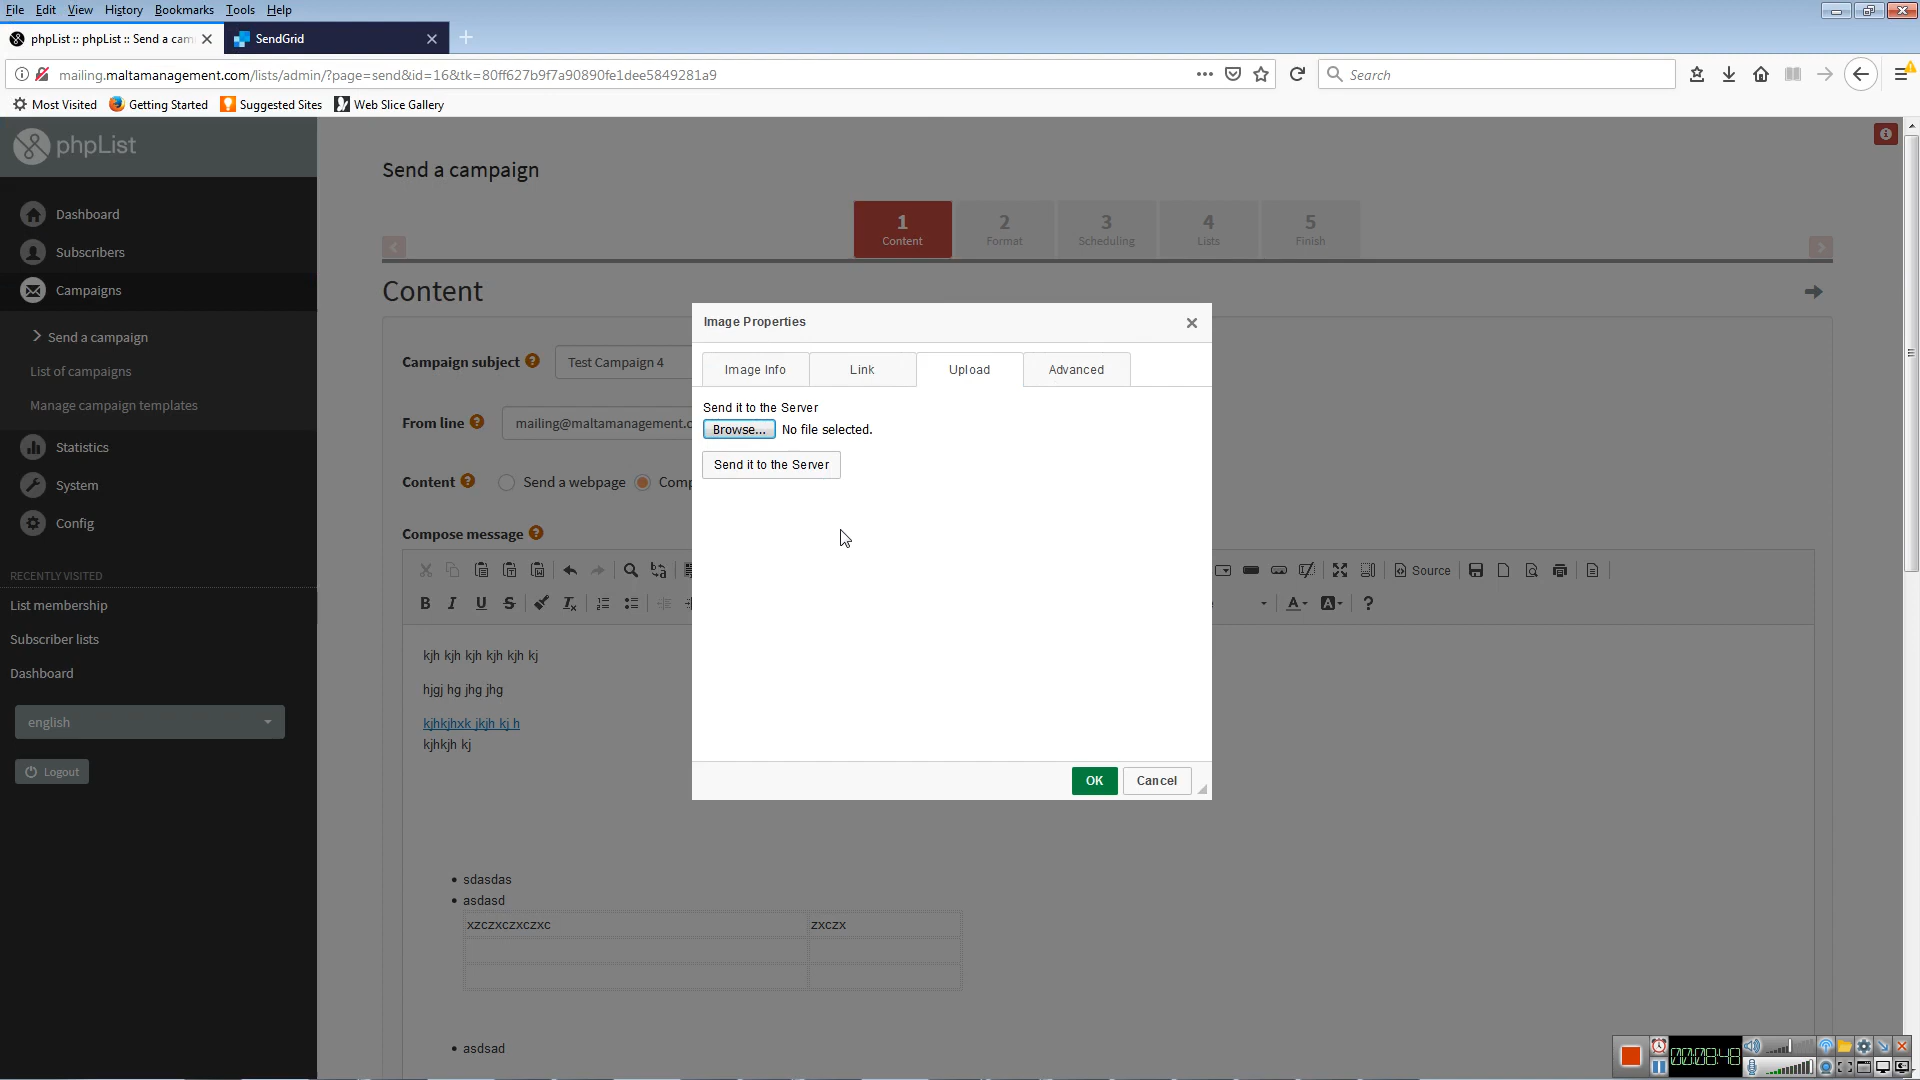 File Edit View History Bookmarks Tools Help
phpList :: phpList :: Send a cam
SendGrid
mailing.maltamanagement.com/lists/admin/?page=send&id=16&tk=80ff627b9f7a90890fe1dee5849281a9
Search
Most Visited Getting Started Suggested Sites Web Slice Gallery
phpList
Dashboard
Subscribers
Campaigns
Send a campaign
List of campaigns
Manage campaign templates
Statistics
System
Config
RECENTLY VISITED
List membership
Subscriber lists
Dashboard
english
Logout
Send a campaign
1 Content
2 Format
3 Scheduling
4 Lists
5 Finish
Content
Campaign subject Test Campaign 4
From line mailing@maltamanagement.c
Content Send a webpage Comp
Compose message
Source
kjh kjh kjh kjh kjh kj
hjgj hg jhg jhg
kjhkjhxk jkjh kj h
kjhkjh kj
sdasdas
asdasd
xzczxczxczxc zxczx
asdsad
Image Properties
Image Info Link Upload Advanced
Send it to the Server
Browse... No file selected.
Send it to the Server
OK Cancel
00:08:48